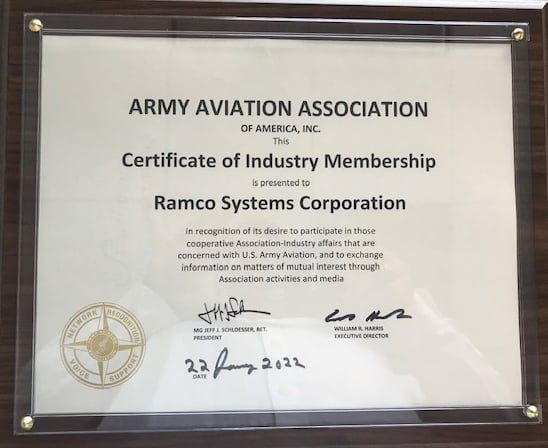 ARMY AVIATION ASSOCIATION
OF AMERICA, INC.
This
Certificate of Industry Membership
is presented to
Ramco Systems Corporation
in recognition of its desire to participate in those
cooperative Association-Industry affairs that are
concerned with U.S. Army Aviation, and to exchange
information on matters of mutual interest through
Association activities and media
MG JEFF J. SCHLOESSER, RET.
PRESIDENT
WILLIAM R. HARRIS
EXECUTIVE DIRECTOR
22 January 2022
DATE
NETWORK RECOGNITION
VOICE SUPPORT